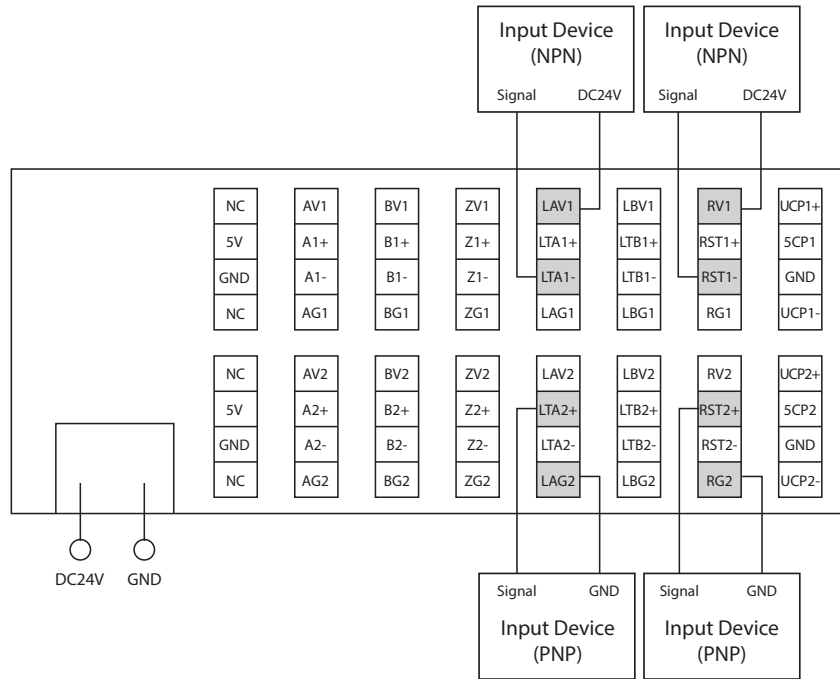 Input Device
(NPN)
Signal DC24V
Input Device
(NPN)
Signal DC24V
NC AV1 BV1 ZV1 LAV1 LBV1 RV1 UCP1+
5V A1+ B1+ Z1+ LTA1+ LTB1+ RST1+ 5CP1
GND A1- B1- Z1- LTA1- LTB1- RST1- GND
NC AG1 BG1 ZG1 LAG1 LBG1 RG1 UCP1-
NC AV2 BV2 ZV2 LAV2 LBV2 RV2 UCP2+
5V A2+ B2+ Z2+ LTA2+ LTB2+ RST2+ 5CP2
GND A2- B2- Z2- LTA2- LTB2- RST2- GND
NC AG2 BG2 ZG2 LAG2 LBG2 RG2 UCP2-
DC24V GND
Signal GND
Input Device
(PNP)
Signal GND
Input Device
(PNP)